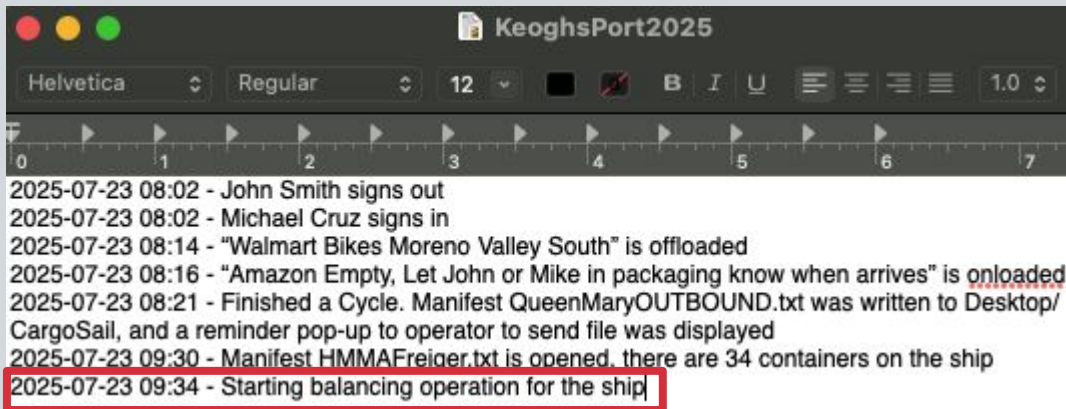 KeoghsPort2025
Helvetica Regular 12 B I U 1.0
0 1 2 3 4 5 6 7
2025-07-23 08:02 - John Smith signs out
2025-07-23 08:02 - Michael Cruz signs in
2025-07-23 08:14 - “Walmart Bikes Moreno Valley South” is offloaded
2025-07-23 08:16 - “Amazon Empty, Let John or Mike in packaging know when arrives” is onloaded
2025-07-23 08:21 - Finished a Cycle. Manifest QueenMaryOUTBOUND.txt was written to Desktop/
CargoSail, and a reminder pop-up to operator to send file was displayed
2025-07-23 09:30 - Manifest HMMAFreiger.txt is opened, there are 34 containers on the ship
2025-07-23 09:34 - Starting balancing operation for the ship